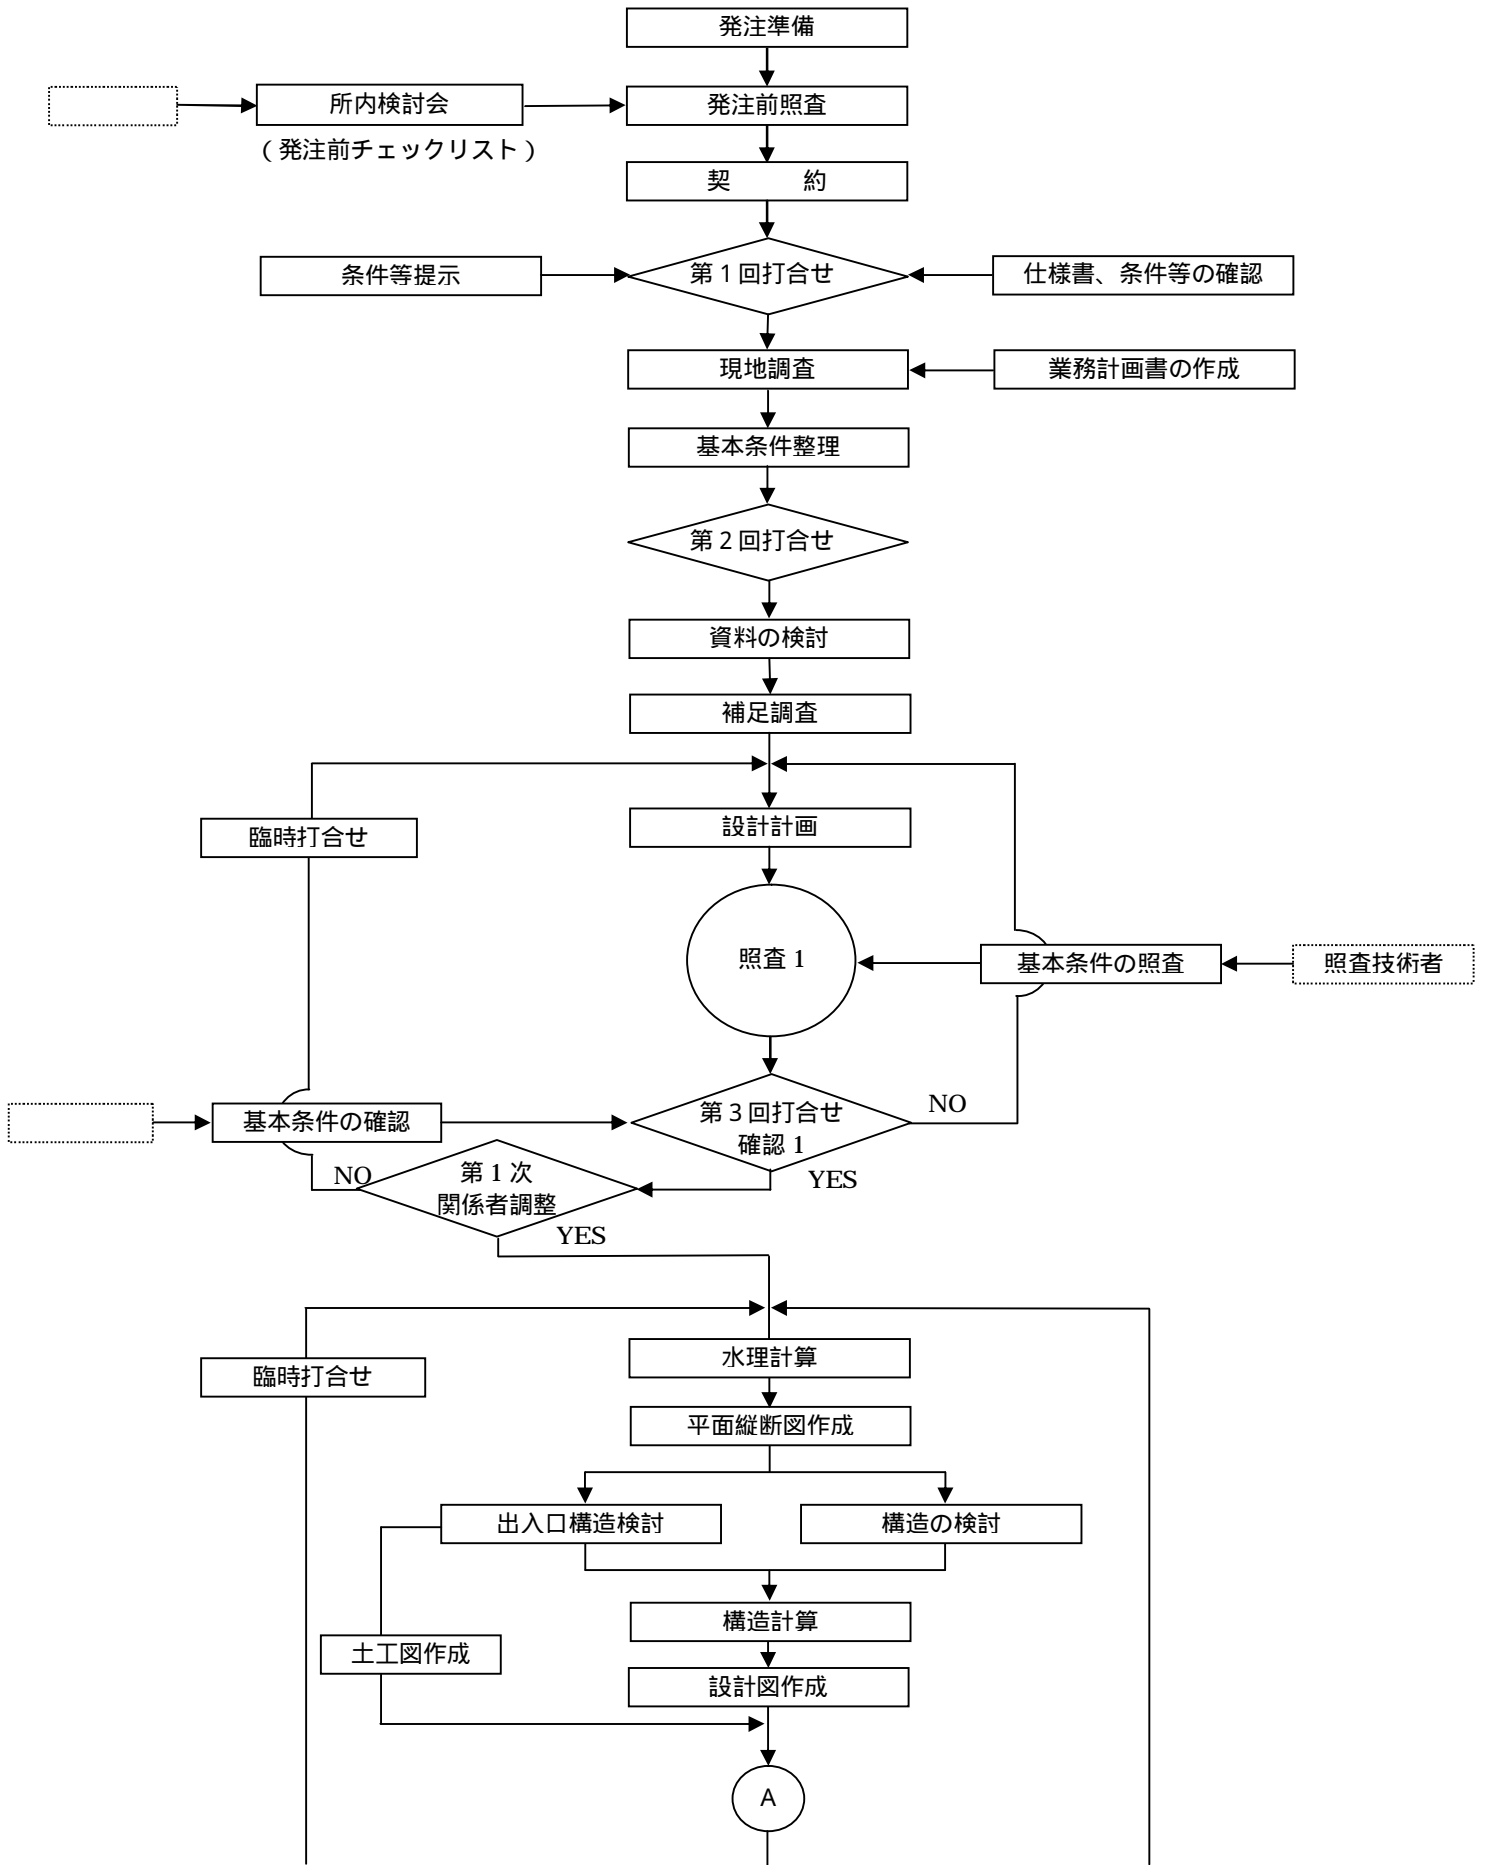 発注準備
所内検討会
発注前照査
（発注前チェックリスト）
契　　　約
条件等提示
第１回打合せ
仕様書、条件等の確認
現地調査
業務計画書の作成
基本条件整理
第２回打合せ
資料の検討
補足調査
設計計画
臨時打合せ
照査 1
基本条件の照査
照査技術者
第３回打合せ
確認 1
NO
基本条件の確認
YES
NO
第 1 次
関係者調整
YES
水理計算
臨時打合せ
平面縦断図作成
出入口構造検討
構造の検討
構造計算
土工図作成
設計図作成
A